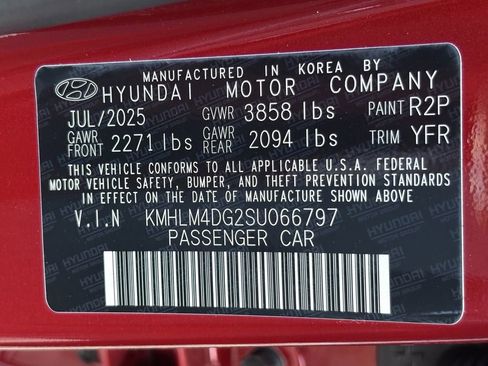 MANUFACTURED IN KOREA BY
HYUNDAI MOTOR COMPANY
JUL/2025 GVWR 3858 lbs PAINT R2P
GAWR FRONT 2271 lbs GAWR REAR 2094 lbs TRIM YFR
THIS VEHICLE CONFORMS TO ALL APPLICABLE U.S.A. FEDERAL
MOTOR VEHICLE SAFETY, BUMPER, AND THEFT PREVENTION STANDARDS
IN EFFECT ON THE DATE OF MANUFACTURE SHOWN ABOVE.
V.I.N KMHLM4DG2SU066797
PASSENGER CAR